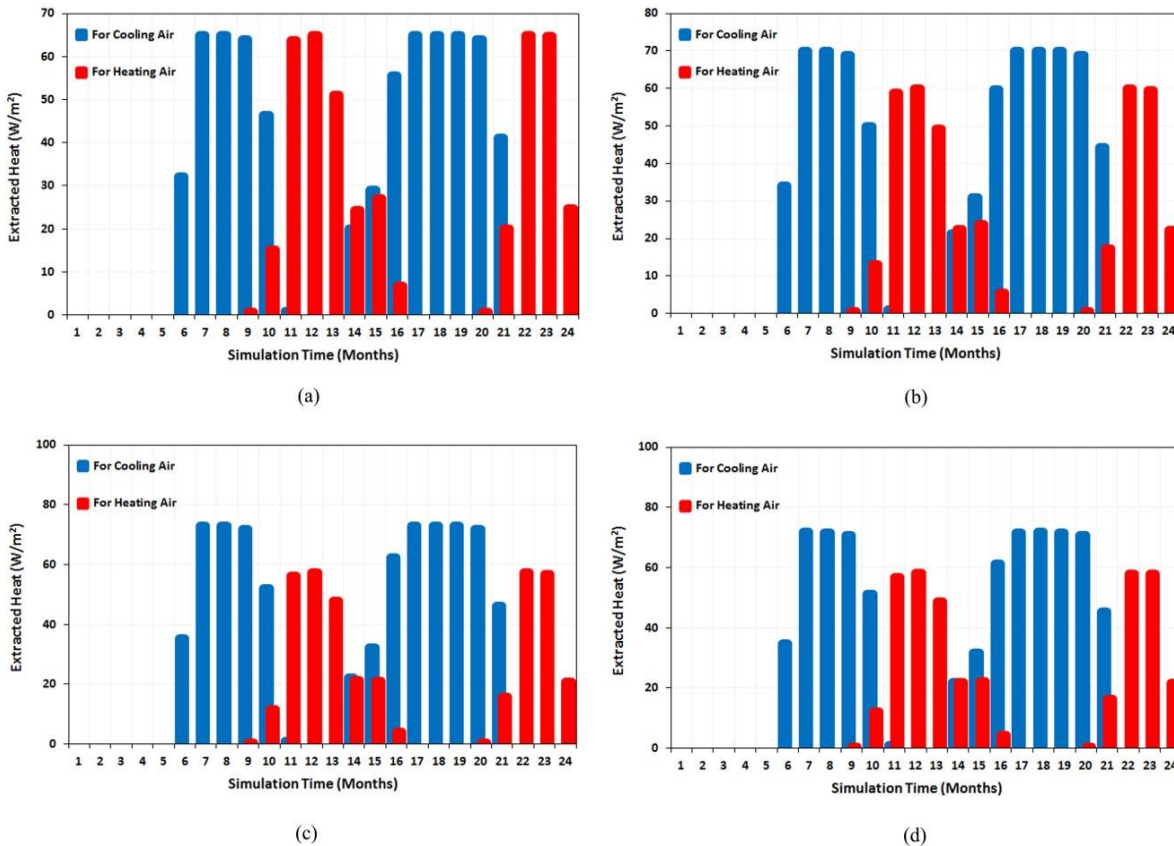 70
60
50
40
30
20
10
0
Extracted Heat (W/m²)
For Cooling Air
For Heating Air
1 2 3 4 5 6 7 8 9 10 11 12 13 14 15 16 17 18 19 20 21 22 23 24
Simulation Time (Months)
(a)
80
70
60
50
40
30
20
10
0
Extracted Heat (W/m²)
For Cooling Air
For Heating Air
1 2 3 4 5 6 7 8 9 10 11 12 13 14 15 16 17 18 19 20 21 22 23 24
Simulation Time (Months)
(b)
100
80
60
40
20
0
Extracted Heat (W/m²)
For Cooling Air
For Heating Air
1 2 3 4 5 6 7 8 9 10 11 12 13 14 15 16 17 18 19 20 21 22 23 24
Simulation Time (Months)
(c)
100
80
60
40
20
0
Extracted Heat (W/m²)
For Cooling Air
For Heating Air
1 2 3 4 5 6 7 8 9 10 11 12 13 14 15 16 17 18 19 20 21 22 23 24
Simulation Time (Months)
(d)